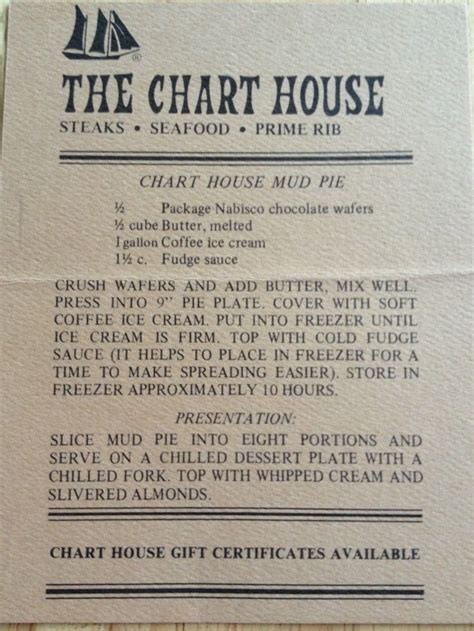 ®
THE CHART HOUSE
STEAKS • SEAFOOD • PRIME RIB
CHART HOUSE MUD PIE
½ Package Nabisco chocolate wafers
½ cube Butter, melted
1 gallon Coffee ice cream
1½ c. Fudge sauce
CRUSH WAFERS AND ADD BUTTER, MIX WELL.
PRESS INTO 9” PIE PLATE. COVER WITH SOFT
COFFEE ICE CREAM. PUT INTO FREEZER UNTIL
ICE CREAM IS FIRM. TOP WITH COLD FUDGE
SAUCE (IT HELPS TO PLACE IN FREEZER FOR A
TIME TO MAKE SPREADING EASIER). STORE IN
FREEZER APPROXIMATELY 10 HOURS.
PRESENTATION:
SLICE MUD PIE INTO EIGHT PORTIONS AND
SERVE ON A CHILLED DESSERT PLATE WITH A
CHILLED FORK. TOP WITH WHIPPED CREAM AND
SLIVERED ALMONDS.
CHART HOUSE GIFT CERTIFICATES AVAILABLE